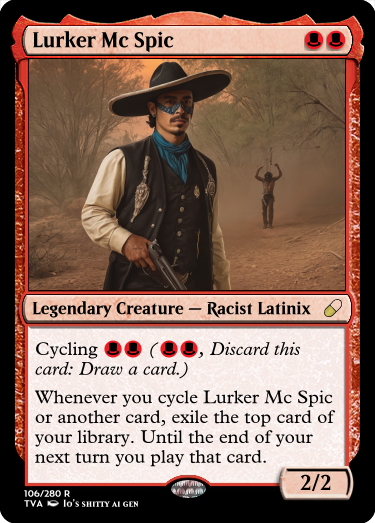 Lurker Mc Spic
Legendary Creature — Racist Latinix
Cycling ( , Discard this
card: Draw a card.)
Whenever you cycle Lurker Mc Spic
or another card, exile the top card of
your library. Until the end of your
next turn you play that card.
2/2
106/280 R
TVA Io's shitty ai gen